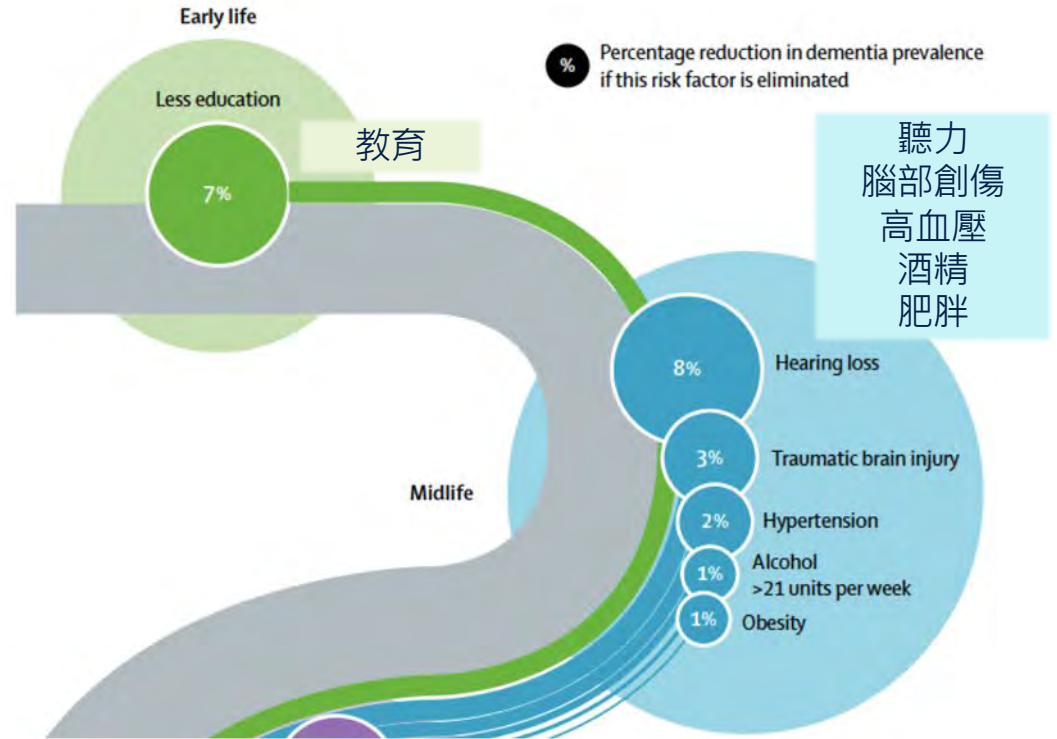 Early life
Less education
7%
教育
% Percentage reduction in dementia prevalence
if this risk factor is eliminated
聽力
腦部創傷
高血壓
酒精
肥胖
Midlife
8% Hearing loss
3% Traumatic brain injury
2% Hypertension
1% Alcohol
>21 units per week
1% Obesity